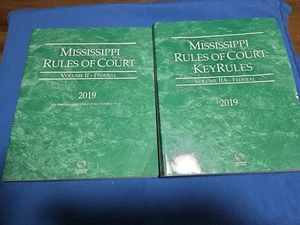 MISSISSIPPI
RULES OF COURT
VOLUME II - FEDERAL
2019
MISSISSIPPI
RULES OF COURT:
KEYRULES
VOLUME IIA - FEDERAL
2019